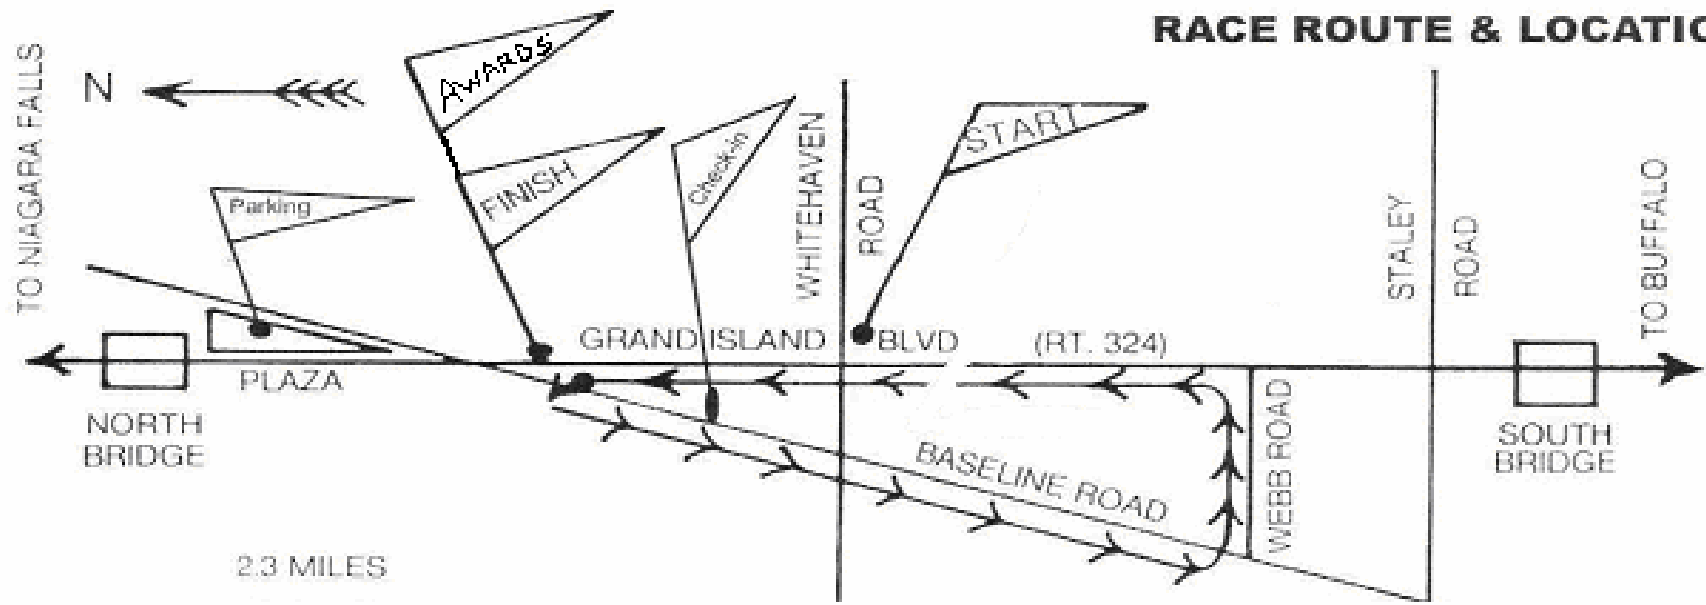 RACE ROUTE & LOCATIO
N
TO NIAGARA FALLS
AWARDS
FINISH
Check-in
Parking
START
WHITEHAVEN
ROAD
STALEY
ROAD
TO BUFFALO
GRAND ISLAND BLVD (RT. 324)
PLAZA
NORTH
BRIDGE
SOUTH
BRIDGE
BASELINE ROAD
WEBB ROAD
2.3 MILES